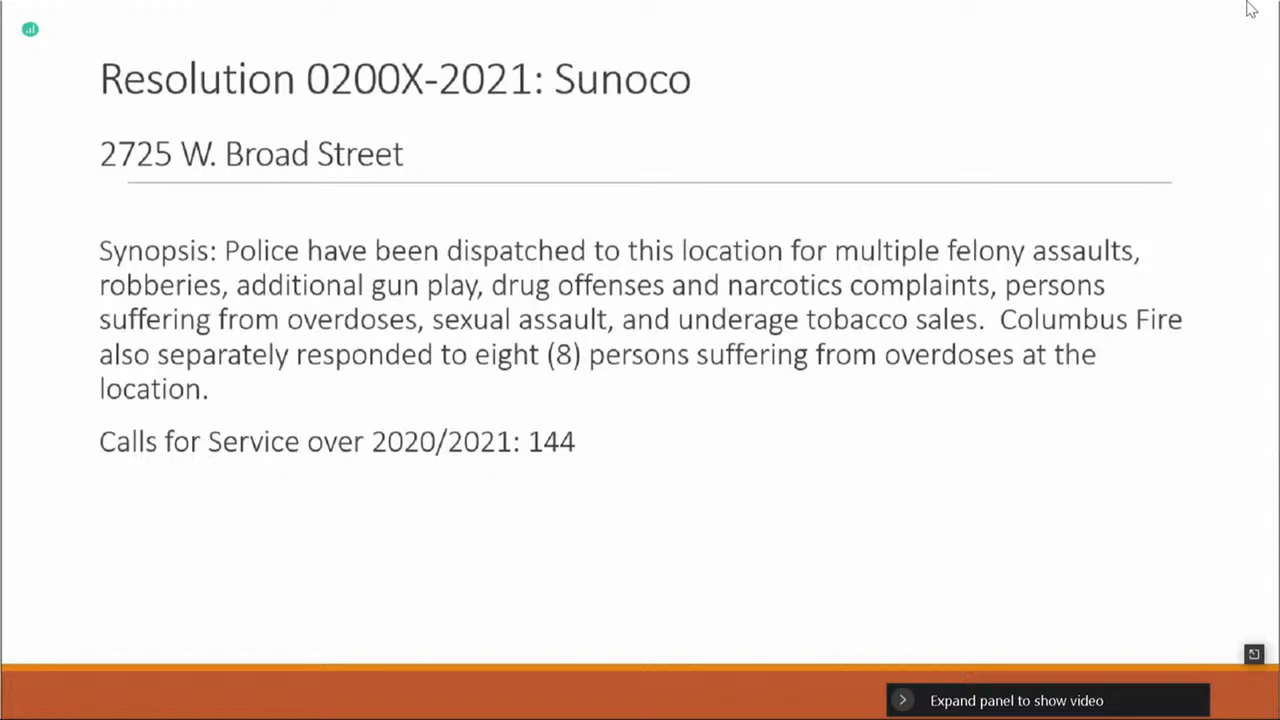 Resolution 0200X-2021: Sunoco
2725 W. Broad Street
Synopsis: Police have been dispatched to this location for multiple felony assaults,
robberies, additional gun play, drug offenses and narcotics complaints, persons
suffering from overdoses, sexual assault, and underage tobacco sales.  Columbus Fire
also separately responded to eight (8) persons suffering from overdoses at the
location.
Calls for Service over 2020/2021: 144
Expand panel to show video